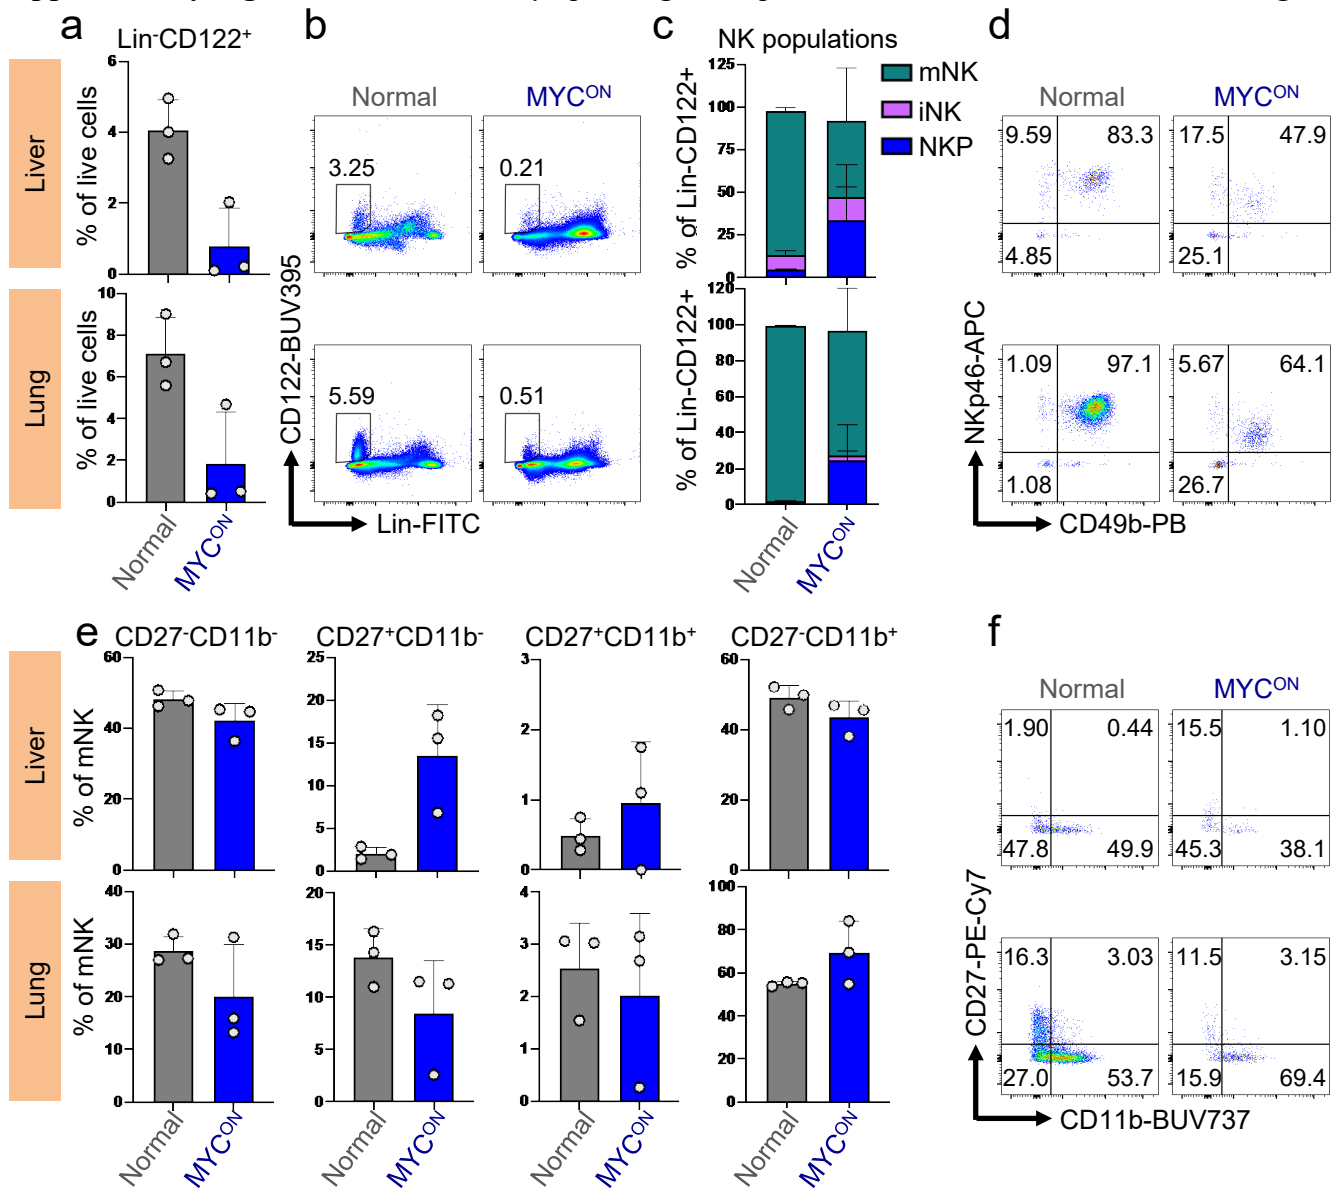 a
b
c
d
Lin-CD122+
NK populations
Liver
Lung
% of live cells
6
4
2
0
% of live cells
10
8
6
4
2
0
Normal
MYCON
Normal
MYCON
3.25
0.21
5.59
0.51
CD122-BUV395
Lin-FITC
% of Lin-CD122+
125
100
75
50
25
0
% of Lin-CD122+
120
100
80
60
40
20
0
Normal
MYCON
mNK
iNK
NKP
Normal
MYCON
9.59
83.3
4.85
17.5
47.9
25.1
1.09
97.1
1.08
5.67
64.1
26.7
NKp46-APC
CD49b-PB
e
f
CD27-CD11b-
CD27+CD11b-
CD27+CD11b+
CD27-CD11b+
Liver
% of mNK
60
40
20
0
25
20
15
10
5
0
3
2
1
0
60
40
20
0
Lung
% of mNK
40
30
20
10
0
20
15
10
5
0
4
3
2
1
0
100
80
60
40
20
0
Normal
MYCON
Normal
MYCON
Normal
MYCON
Normal
MYCON
Normal
MYCON
1.90
0.44
47.8
49.9
15.5
1.10
45.3
38.1
16.3
3.03
27.0
53.7
11.5
3.15
15.9
69.4
CD27-PE-Cy7
CD11b-BUV737